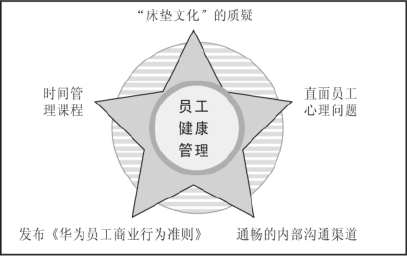 “床垫文化”的质疑
时间管
理课程
直面员工
心理问题
员工
健康
管理
发布《华为员工商业行为准则》
通畅的内部沟通渠道